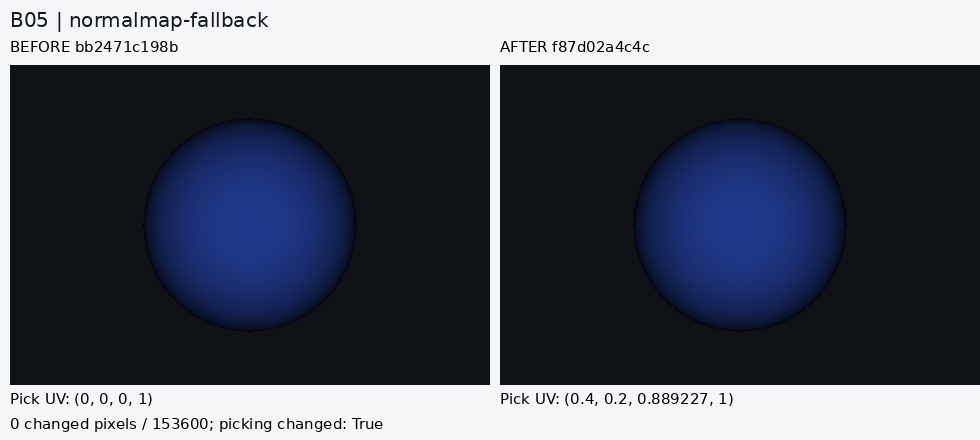 B05 | normalmap-fallback
BEFORE bb2471c198b
AFTER f87d02a4c4c
Pick UV: (0, 0, 0, 1)
Pick UV: (0.4, 0.2, 0.889227, 1)
0 changed pixels / 153600; picking changed: True